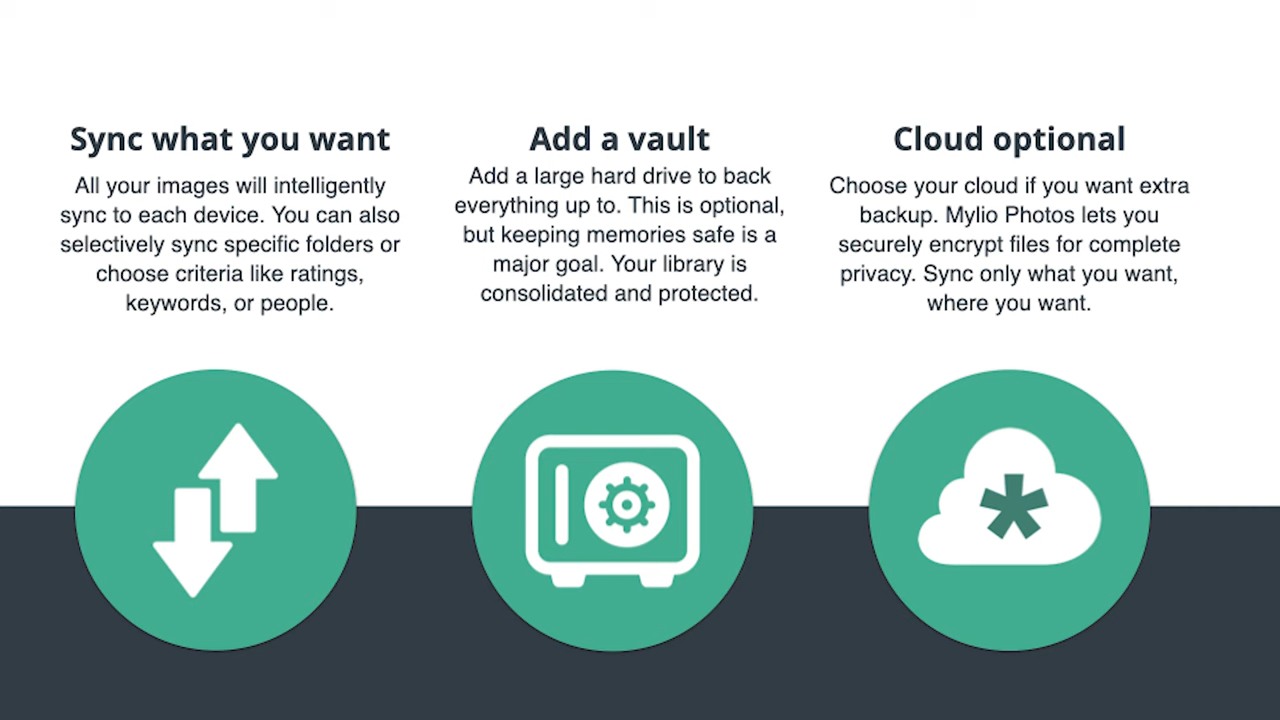 Sync what you want
All your images will intelligently
sync to each device. You can also
selectively sync specific folders or
choose criteria like ratings,
keywords, or people.
Add a vault
Add a large hard drive to back
everything up to. This is optional,
but keeping memories safe is a
major goal. Your library is
consolidated and protected.
Cloud optional
Choose your cloud if you want extra
backup. Mylio Photos lets you
securely encrypt files for complete
privacy. Sync only what you want,
where you want.